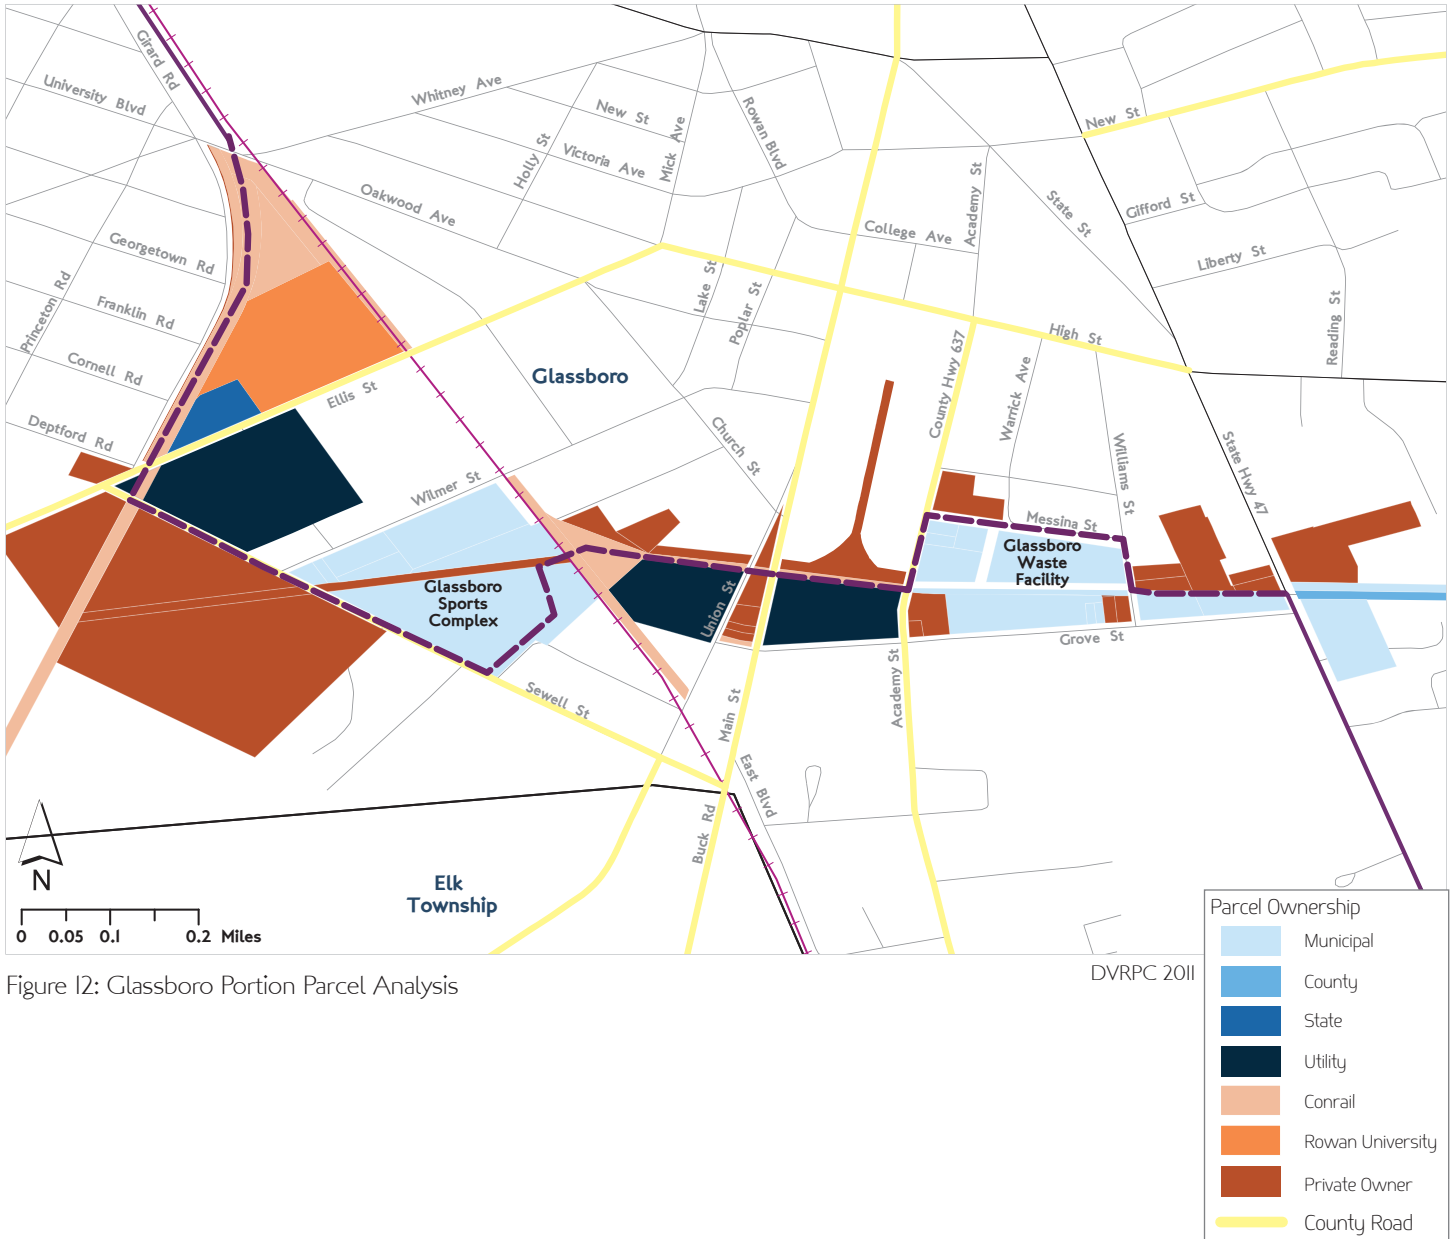 Girard Rd
University Blvd
Whitney Ave
New St
Victoria Ave
Holly St
Mick Ave
Rowan Blvd
New St
Oakwood Ave
College Ave
Academy St
State St
Gifford St
Liberty St
Georgetown Rd
Princeton Rd
Franklin Rd
Lake St
Poplar St
Reading St
High St
County Hwy 637
Warrick Ave
Cornell Rd
Ellis St
Glassboro
Deptford Rd
Church St
Williams St
State Hwy 47
Wilmer St
Messina St
Glassboro
Waste
Facility
Glassboro
Sports
Complex
Union St
Grove St
Sewell St
Main St
Academy St
East Blvd
Buck Rd
N
Elk
Township
0 0.05 0.1 0.2 Miles
Figure 12: Glassboro Portion Parcel Analysis
DVRPC 2011
Parcel Ownership
Municipal
County
State
Utility
Conrail
Rowan University
Private Owner
County Road